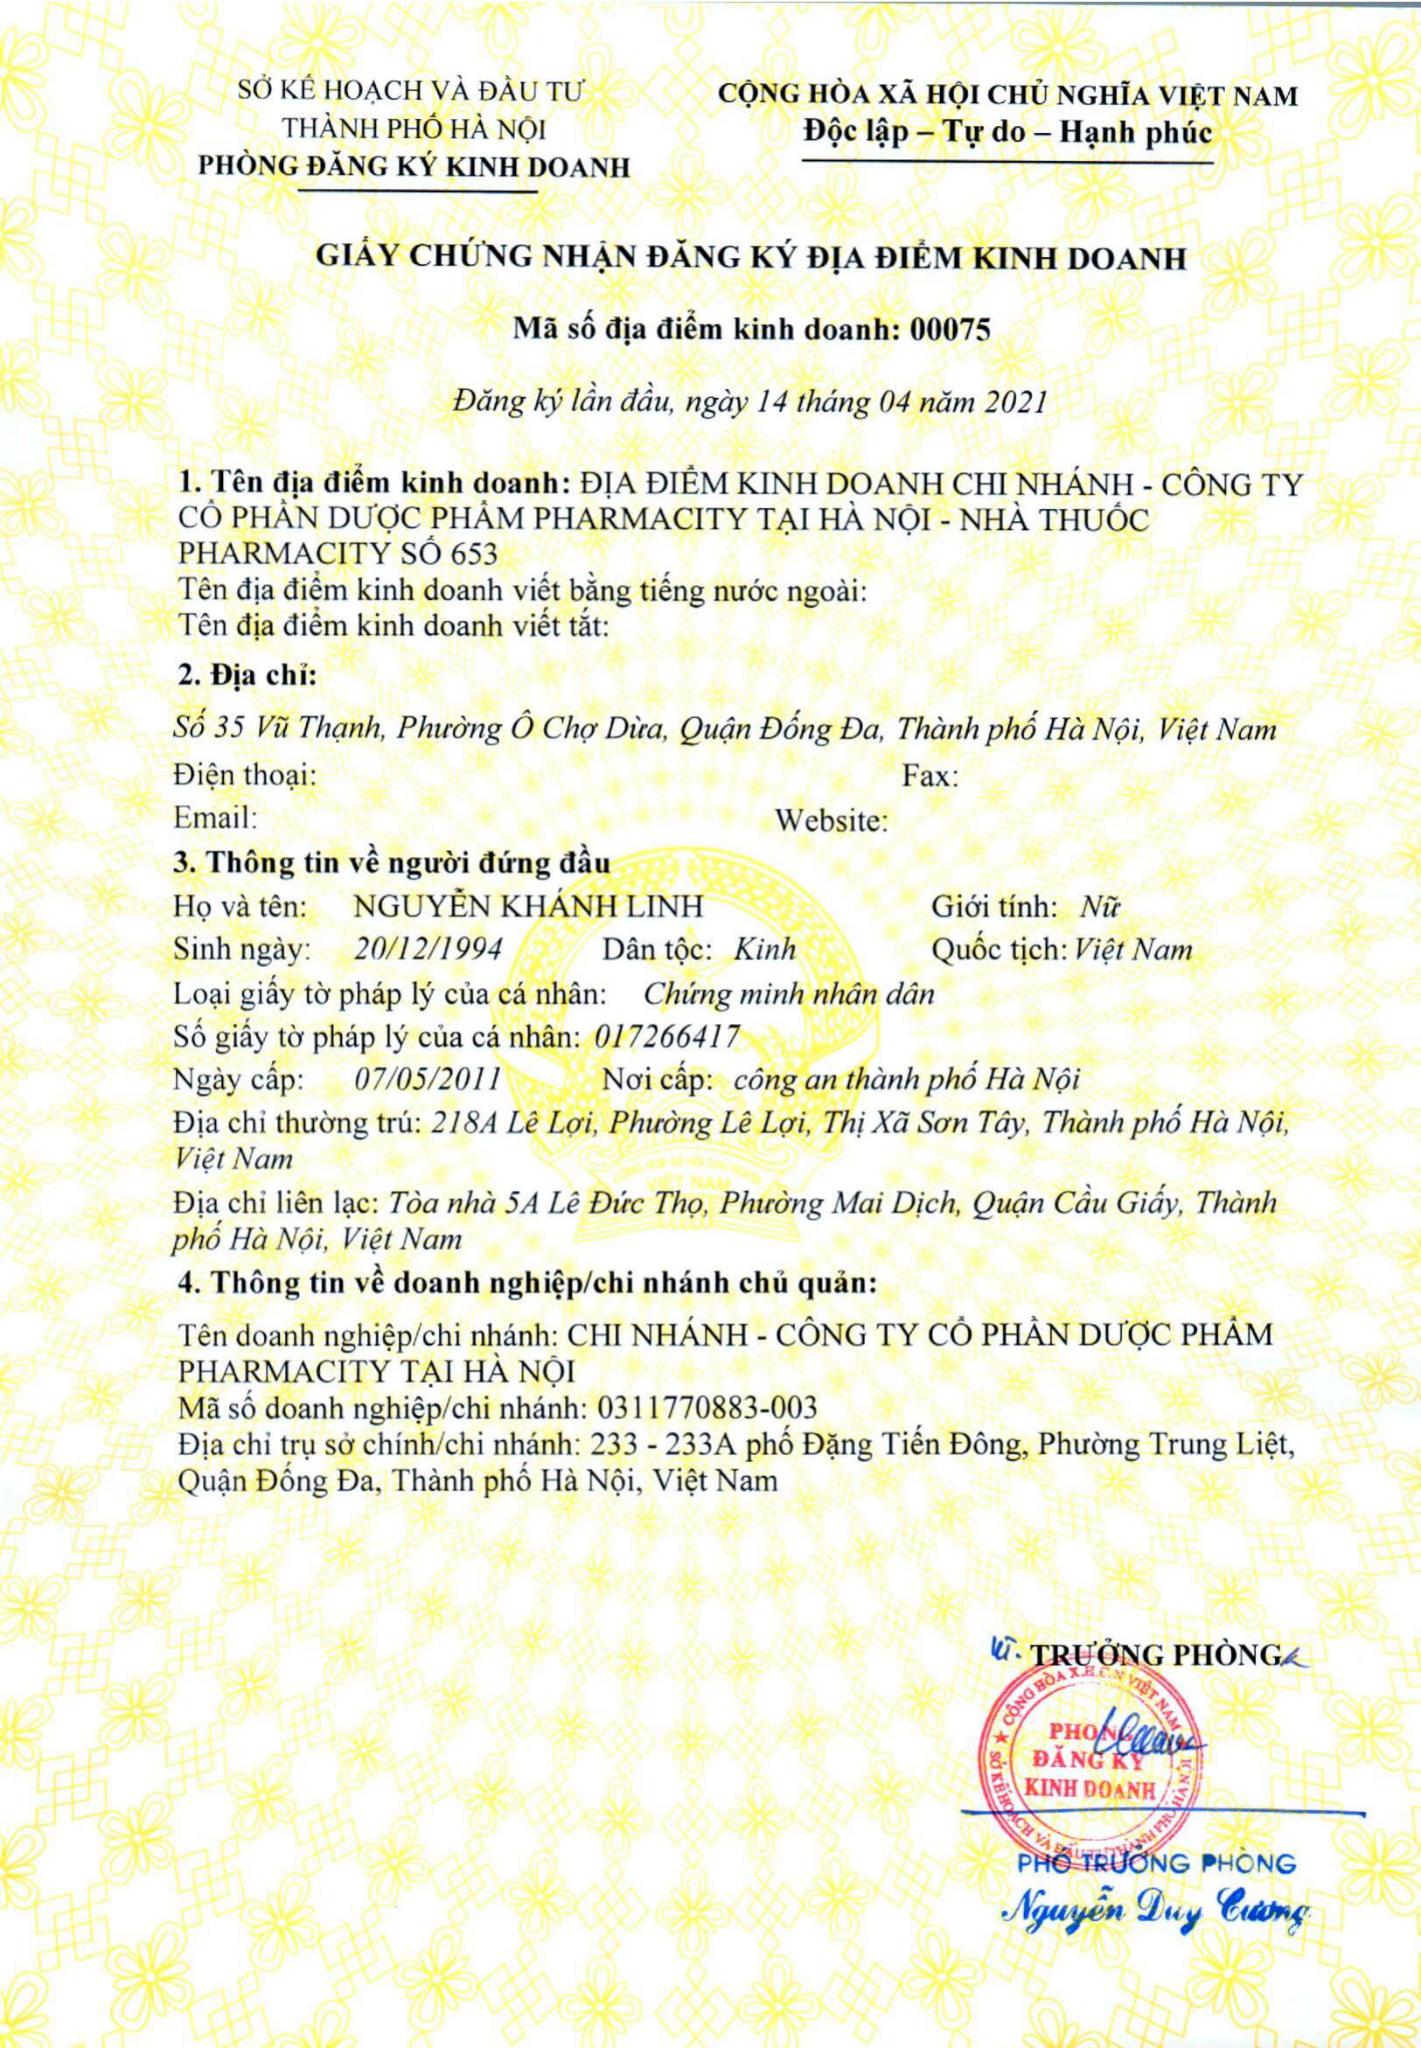 SỞ KẾ HOẠCH VÀ ĐẦU TƯ
THÀNH PHỐ HÀ NỘI
PHÒNG ĐĂNG KÝ KINH DOANH
CỘNG HÒA XÃ HỘI CHỦ NGHĨA VIỆT NAM
Độc lập – Tự do – Hạnh phúc
GIẤY CHỨNG NHẬN ĐĂNG KÝ ĐỊA ĐIỂM KINH DOANH
Mã số địa điểm kinh doanh: 00075
Đăng ký lần đầu, ngày 14 tháng 04 năm 2021
1. Tên địa điểm kinh doanh: ĐỊA ĐIỂM KINH DOANH CHI NHÁNH - CÔNG TY
CỔ PHẦN DƯỢC PHẨM PHARMACITY TẠI HÀ NỘI - NHÀ THUỐC
PHARMACITY SỐ 653
Tên địa điểm kinh doanh viết bằng tiếng nước ngoài:
Tên địa điểm kinh doanh viết tắt:
2. Địa chỉ:
Số 35 Vũ Thạnh, Phường Ô Chợ Dừa, Quận Đống Đa, Thành phố Hà Nội, Việt Nam
Điện thoại: Fax:
Email: Website:
3. Thông tin về người đứng đầu
Họ và tên: NGUYỄN KHÁNH LINH Giới tính: Nữ
Sinh ngày: 20/12/1994 Dân tộc: Kinh Quốc tịch: Việt Nam
Loại giấy tờ pháp lý của cá nhân: Chứng minh nhân dân
Số giấy tờ pháp lý của cá nhân: 017266417
Ngày cấp: 07/05/2011 Nơi cấp: công an thành phố Hà Nội
Địa chỉ thường trú: 218A Lê Lợi, Phường Lê Lợi, Thị Xã Sơn Tây, Thành phố Hà Nội,
Việt Nam
Địa chỉ liên lạc: Tòa nhà 5A Lê Đức Thọ, Phường Mai Dịch, Quận Cầu Giấy, Thành
phố Hà Nội, Việt Nam
4. Thông tin về doanh nghiệp/chi nhánh chủ quản:
Tên doanh nghiệp/chi nhánh: CHI NHÁNH - CÔNG TY CỔ PHẦN DƯỢC PHẨM
PHARMACITY TẠI HÀ NỘI
Mã số doanh nghiệp/chi nhánh: 0311770883-003
Địa chỉ trụ sở chính/chi nhánh: 233 - 233A phố Đặng Tiến Đông, Phường Trung Liệt,
Quận Đống Đa, Thành phố Hà Nội, Việt Nam
KT. TRƯỞNG PHÒNG
CỘNG HÒA X.H.C.N VIỆT NAM
PHÒNG
ĐĂNG KÝ
KINH DOANH
SỞ KẾ HOẠCH VÀ ĐẦU TƯ THÀNH PHỐ HÀ NỘI
PHÓ TRƯỞNG PHÒNG
Nguyễn Duy Cương